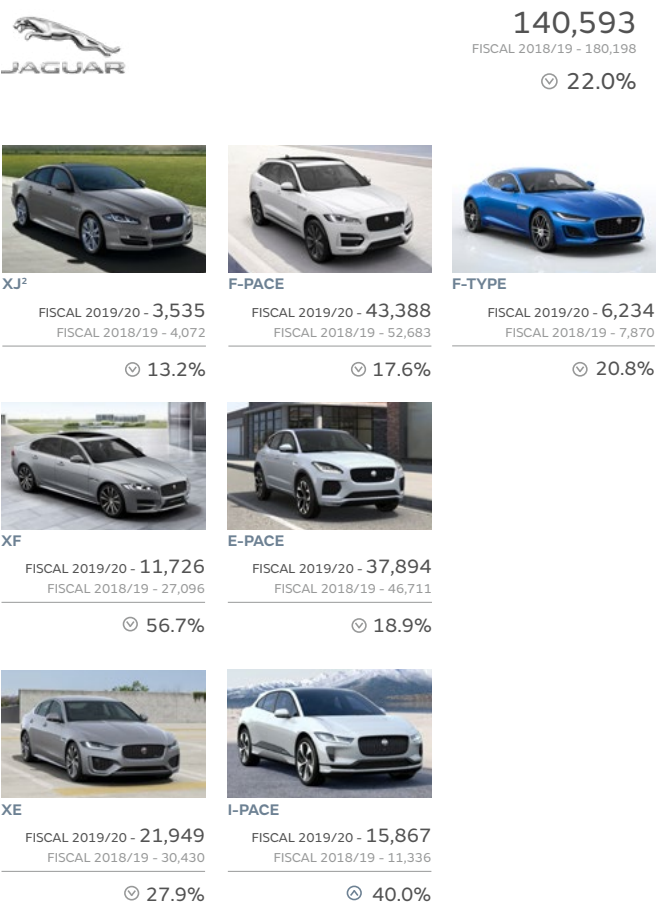 JAGUAR
140,593
FISCAL 2018/19 - 180,198
22.0%
XJ²
FISCAL 2019/20 - 3,535
FISCAL 2018/19 - 4,072
13.2%
F-PACE
FISCAL 2019/20 - 43,388
FISCAL 2018/19 - 52,683
17.6%
F-TYPE
FISCAL 2019/20 - 6,234
FISCAL 2018/19 - 7,870
20.8%
XF
FISCAL 2019/20 - 11,726
FISCAL 2018/19 - 27,096
56.7%
E-PACE
FISCAL 2019/20 - 37,894
FISCAL 2018/19 - 46,711
18.9%
XE
FISCAL 2019/20 - 21,949
FISCAL 2018/19 - 30,430
27.9%
I-PACE
FISCAL 2019/20 - 15,867
FISCAL 2018/19 - 11,336
40.0%